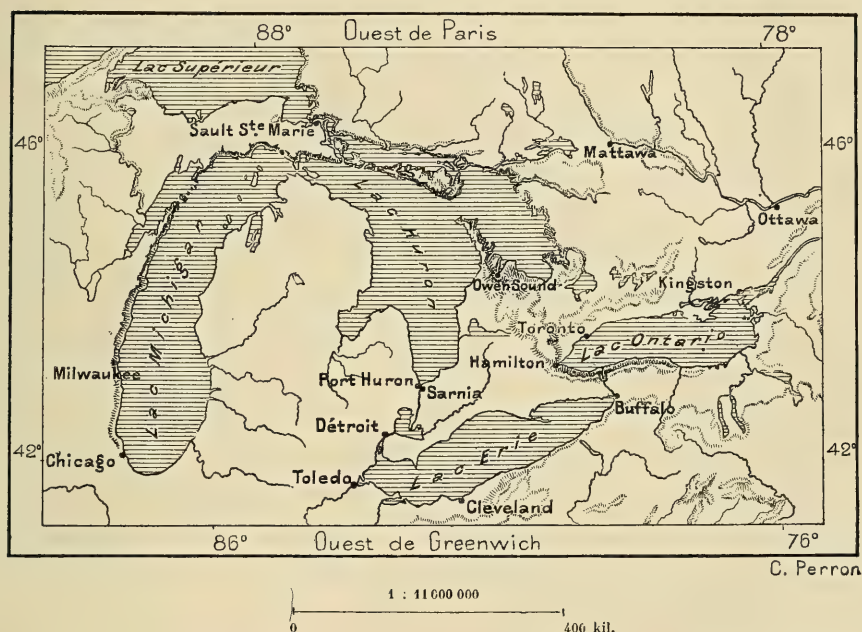 88° Ouest de Paris 78°
Lac Supérieur
Sault Ste Marie
46° 46°
Mattawa
Ottawa
Lac Huron
Lac Michigan
Owen Sound
Kingston
Toronto
Lac Ontario
Hamilton
Milwaukee
Port Huron
Sarnia
Buffalo
Détroit
Lac Erie
42° 42°
Chicago
Toledo
Cleveland
86° Ouest de Greenwich 76°
C. Perron
1 : 11 000 000
0 400 kil.